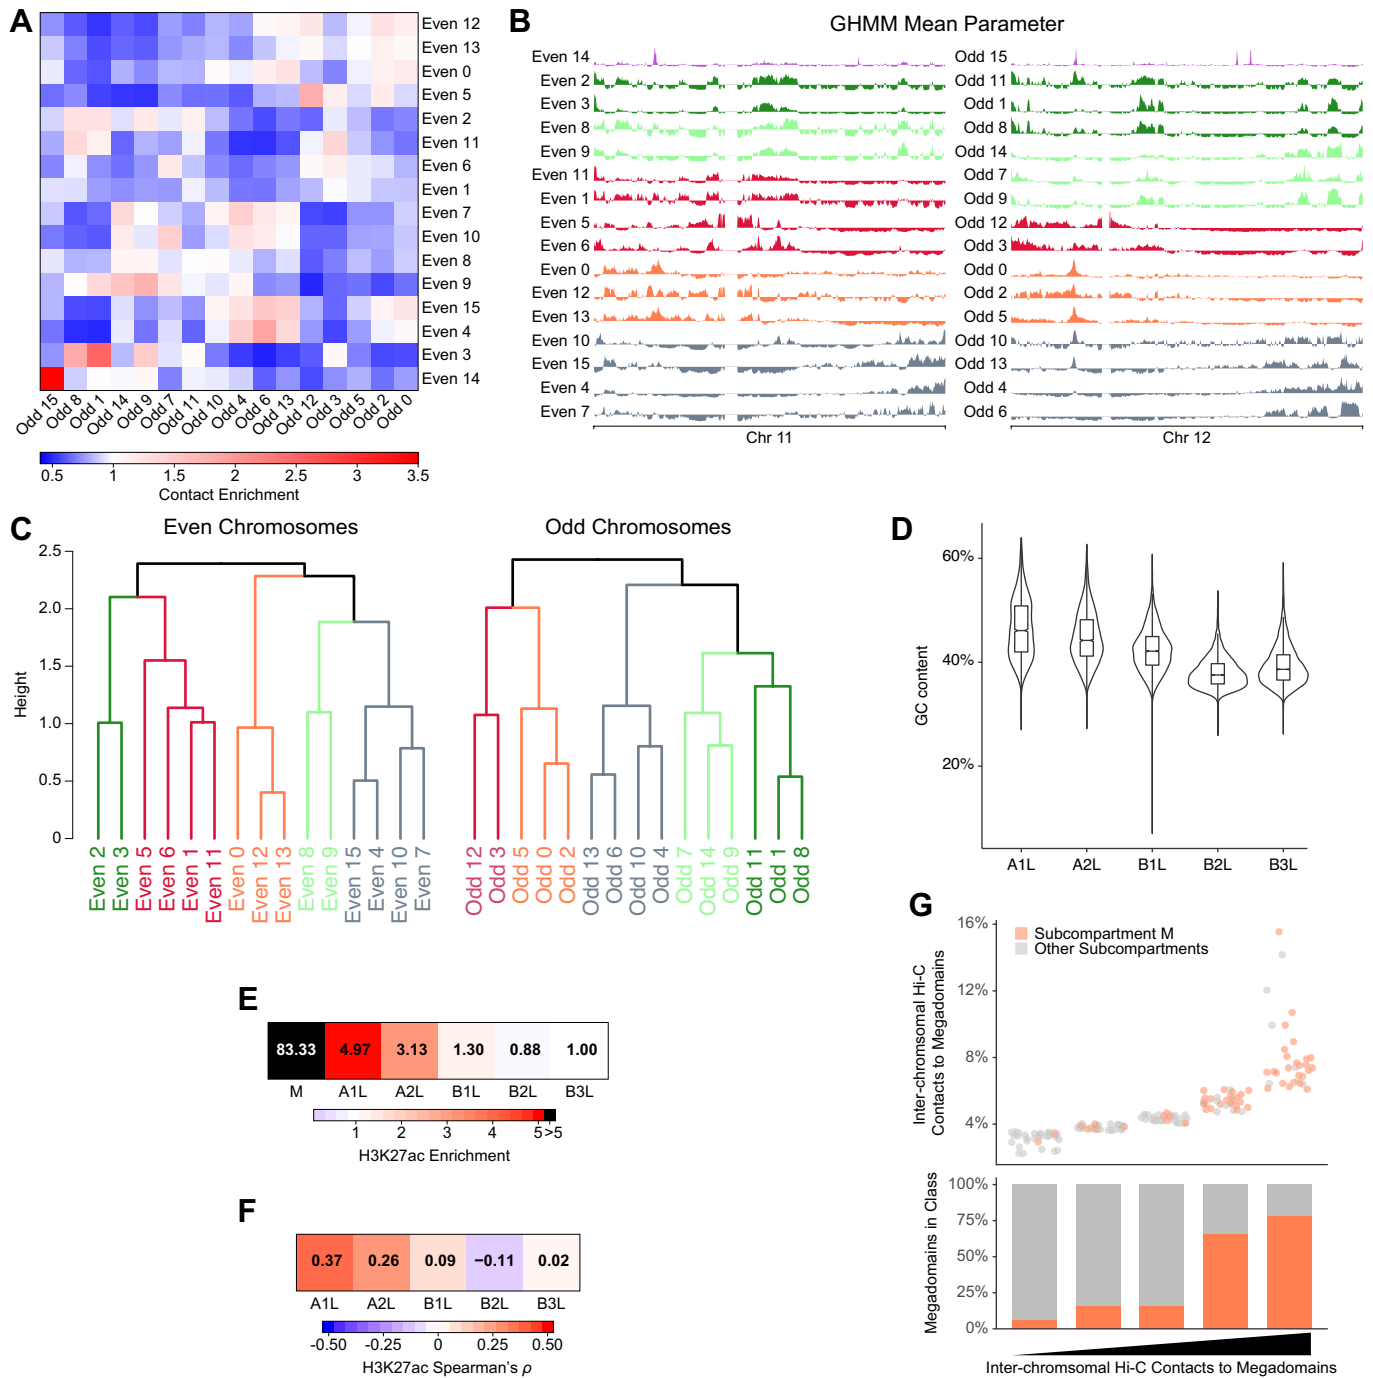 A
Even 12
Even 13
Even 0
Even 5
Even 2
Even 11
Even 6
Even 1
Even 7
Even 10
Even 8
Even 9
Even 15
Even 4
Even 3
Even 14
Odd 15 Odd 8 Odd 1 Odd 14 Odd 9 Odd 7 Odd 11 Odd 10 Odd 4 Odd 6 Odd 13 Odd 12 Odd 3 Odd 5 Odd 2 Odd 0
0.5 1 1.5 2 2.5 3 3.5
Contact Enrichment
B
GHMM Mean Parameter
Even 14
Even 2
Even 3
Even 8
Even 9
Even 11
Even 1
Even 5
Even 6
Even 0
Even 12
Even 13
Even 10
Even 15
Even 4
Even 7
Chr 11
Odd 15
Odd 11
Odd 1
Odd 8
Odd 14
Odd 7
Odd 9
Odd 12
Odd 3
Odd 0
Odd 2
Odd 5
Odd 10
Odd 13
Odd 4
Odd 6
Chr 12
C
Even Chromosomes
Odd Chromosomes
Height
2.5
2.0
1.5
1.0
0.5
0
Even 2 Even 3 Even 5 Even 6 Even 1 Even 11 Even 0 Even 12 Even 13 Even 8 Even 9 Even 15 Even 4 Even 10 Even 7
Odd 12 Odd 3 Odd 5 Odd 0 Odd 2 Odd 13 Odd 6 Odd 10 Odd 4 Odd 7 Odd 14 Odd 9 Odd 11 Odd 1 Odd 8
D
GC content
60%
40%
20%
A1L A2L B1L B2L B3L
E
83.33 4.97 3.13 1.30 0.88 1.00
M A1L A2L B1L B2L B3L
1 2 3 4 5 >5
H3K27ac Enrichment
F
0.37 0.26 0.09 −0.11 0.02
A1L A2L B1L B2L B3L
-0.50 -0.25 0 0.25 0.50
H3K27ac Spearman's ρ
G
Inter-chromsomal Hi-C
Contacts to Megadomains
16%
12%
8%
4%
Subcompartment M
Other Subcompartments
Megadomains in Class
100%
75%
50%
25%
0%
Inter-chromsomal Hi-C Contacts to Megadomains